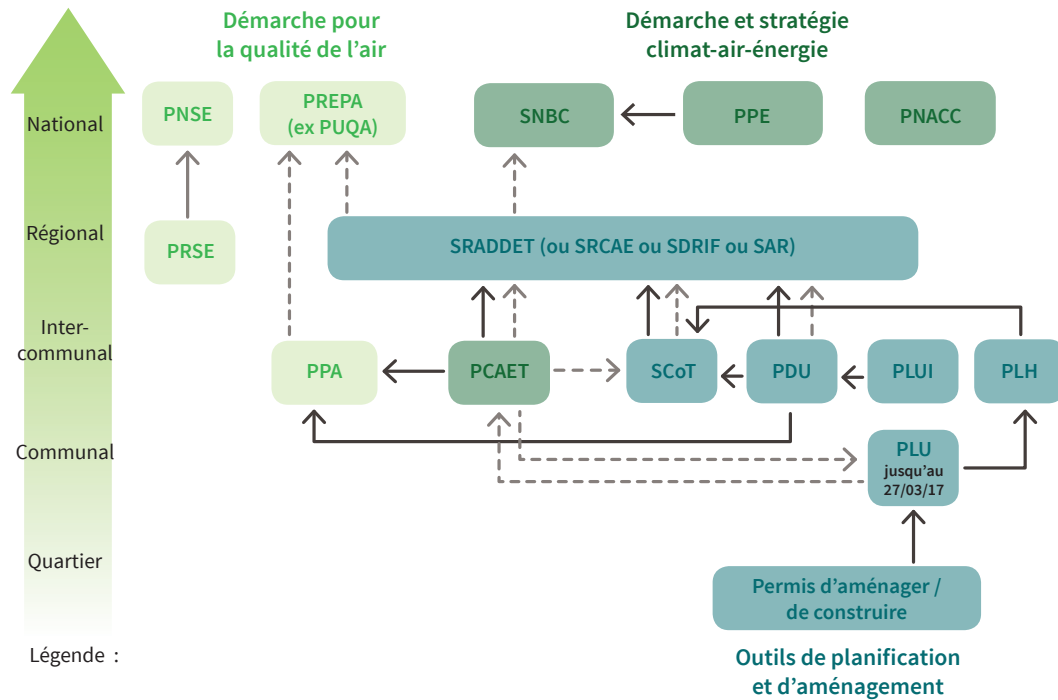 Démarche pour
la qualité de l’air
Démarche et stratégie
climat-air-énergie
National
PNSE
PREPA
(ex PUQA)
SNBC
PPE
PNACC
Régional
PRSE
SRADDET (ou SRCAE ou SDRIF ou SAR)
Inter-
communal
PPA
PCAET
SCoT
PDU
PLUI
PLH
Communal
PLU
jusqu’au
27/03/17
Quartier
Permis d’aménager /
de construire
Légende :
Outils de planification
et d’aménagement